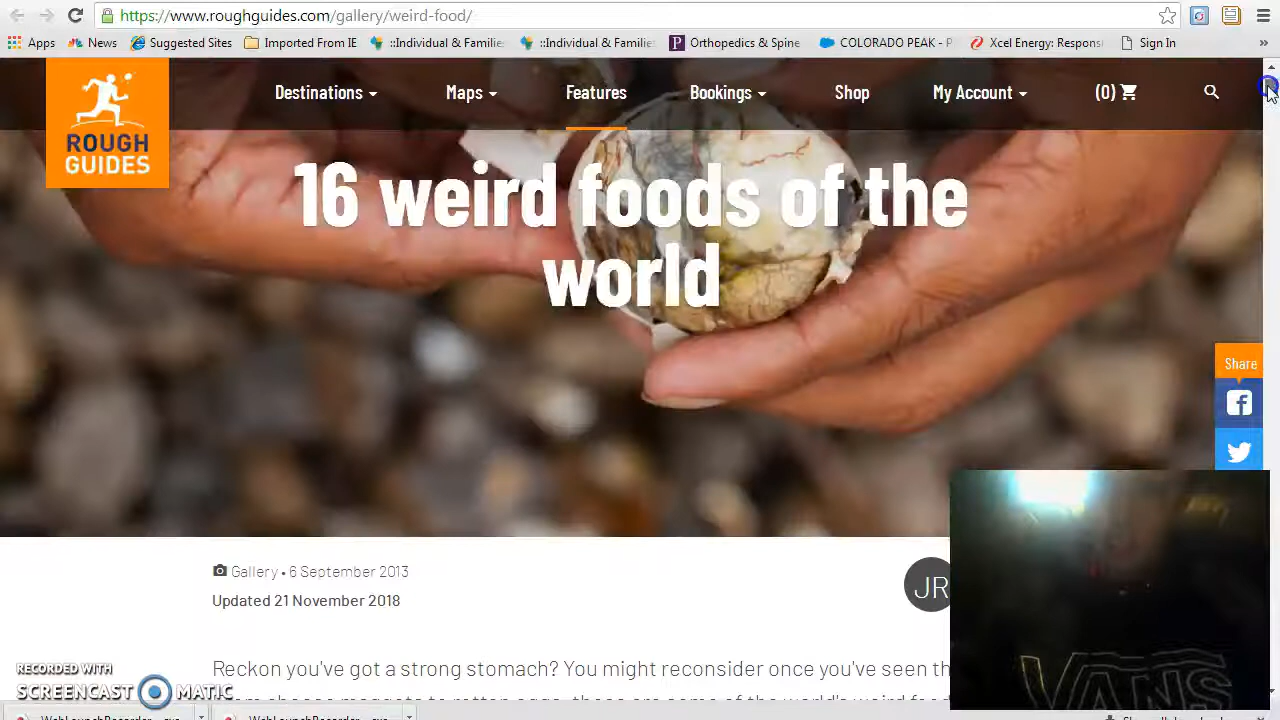 https://www.roughguides.com/gallery/weird-food/
Apps News Suggested Sites Imported From IE ::Individual & Familie: ::Individual & Familie: Orthopedics & Spine COLORADO PEAK - P Xcel Energy: Respons Sign In »
ROUGH
GUIDES
Destinations Maps Features Bookings Shop My Account (0)
16 weird foods of the
world
Share
Gallery • 6 September 2013
Updated 21 November 2018
JR
Reckon you've got a strong stomach? You might reconsider once you've seen th
RECORDED WITH
SCREENCAST MATIC
VANS